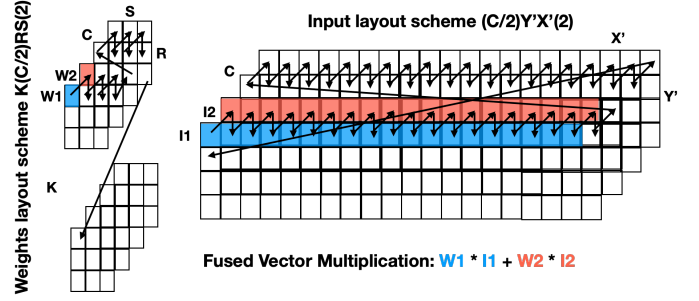 Weights layout scheme K(C/2)RS(2)
S
C
R
W2
W1
K
Input layout scheme (C/2)Y'X'(2)
X'
C
Y'
I2
I1
Fused Vector Multiplication: W1 * I1 + W2 * I2